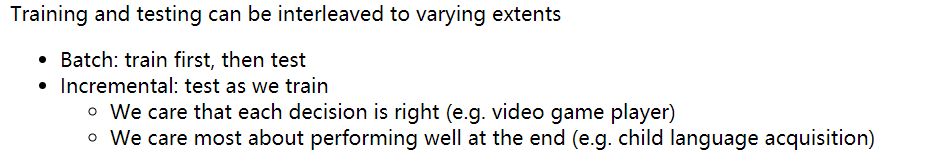 Training and testing can be interleaved to varying extents
• Batch: train first, then test
• Incremental: test as we train
◦ We care that each decision is right (e.g. video game player)
◦ We care most about performing well at the end (e.g. child language acquisition)